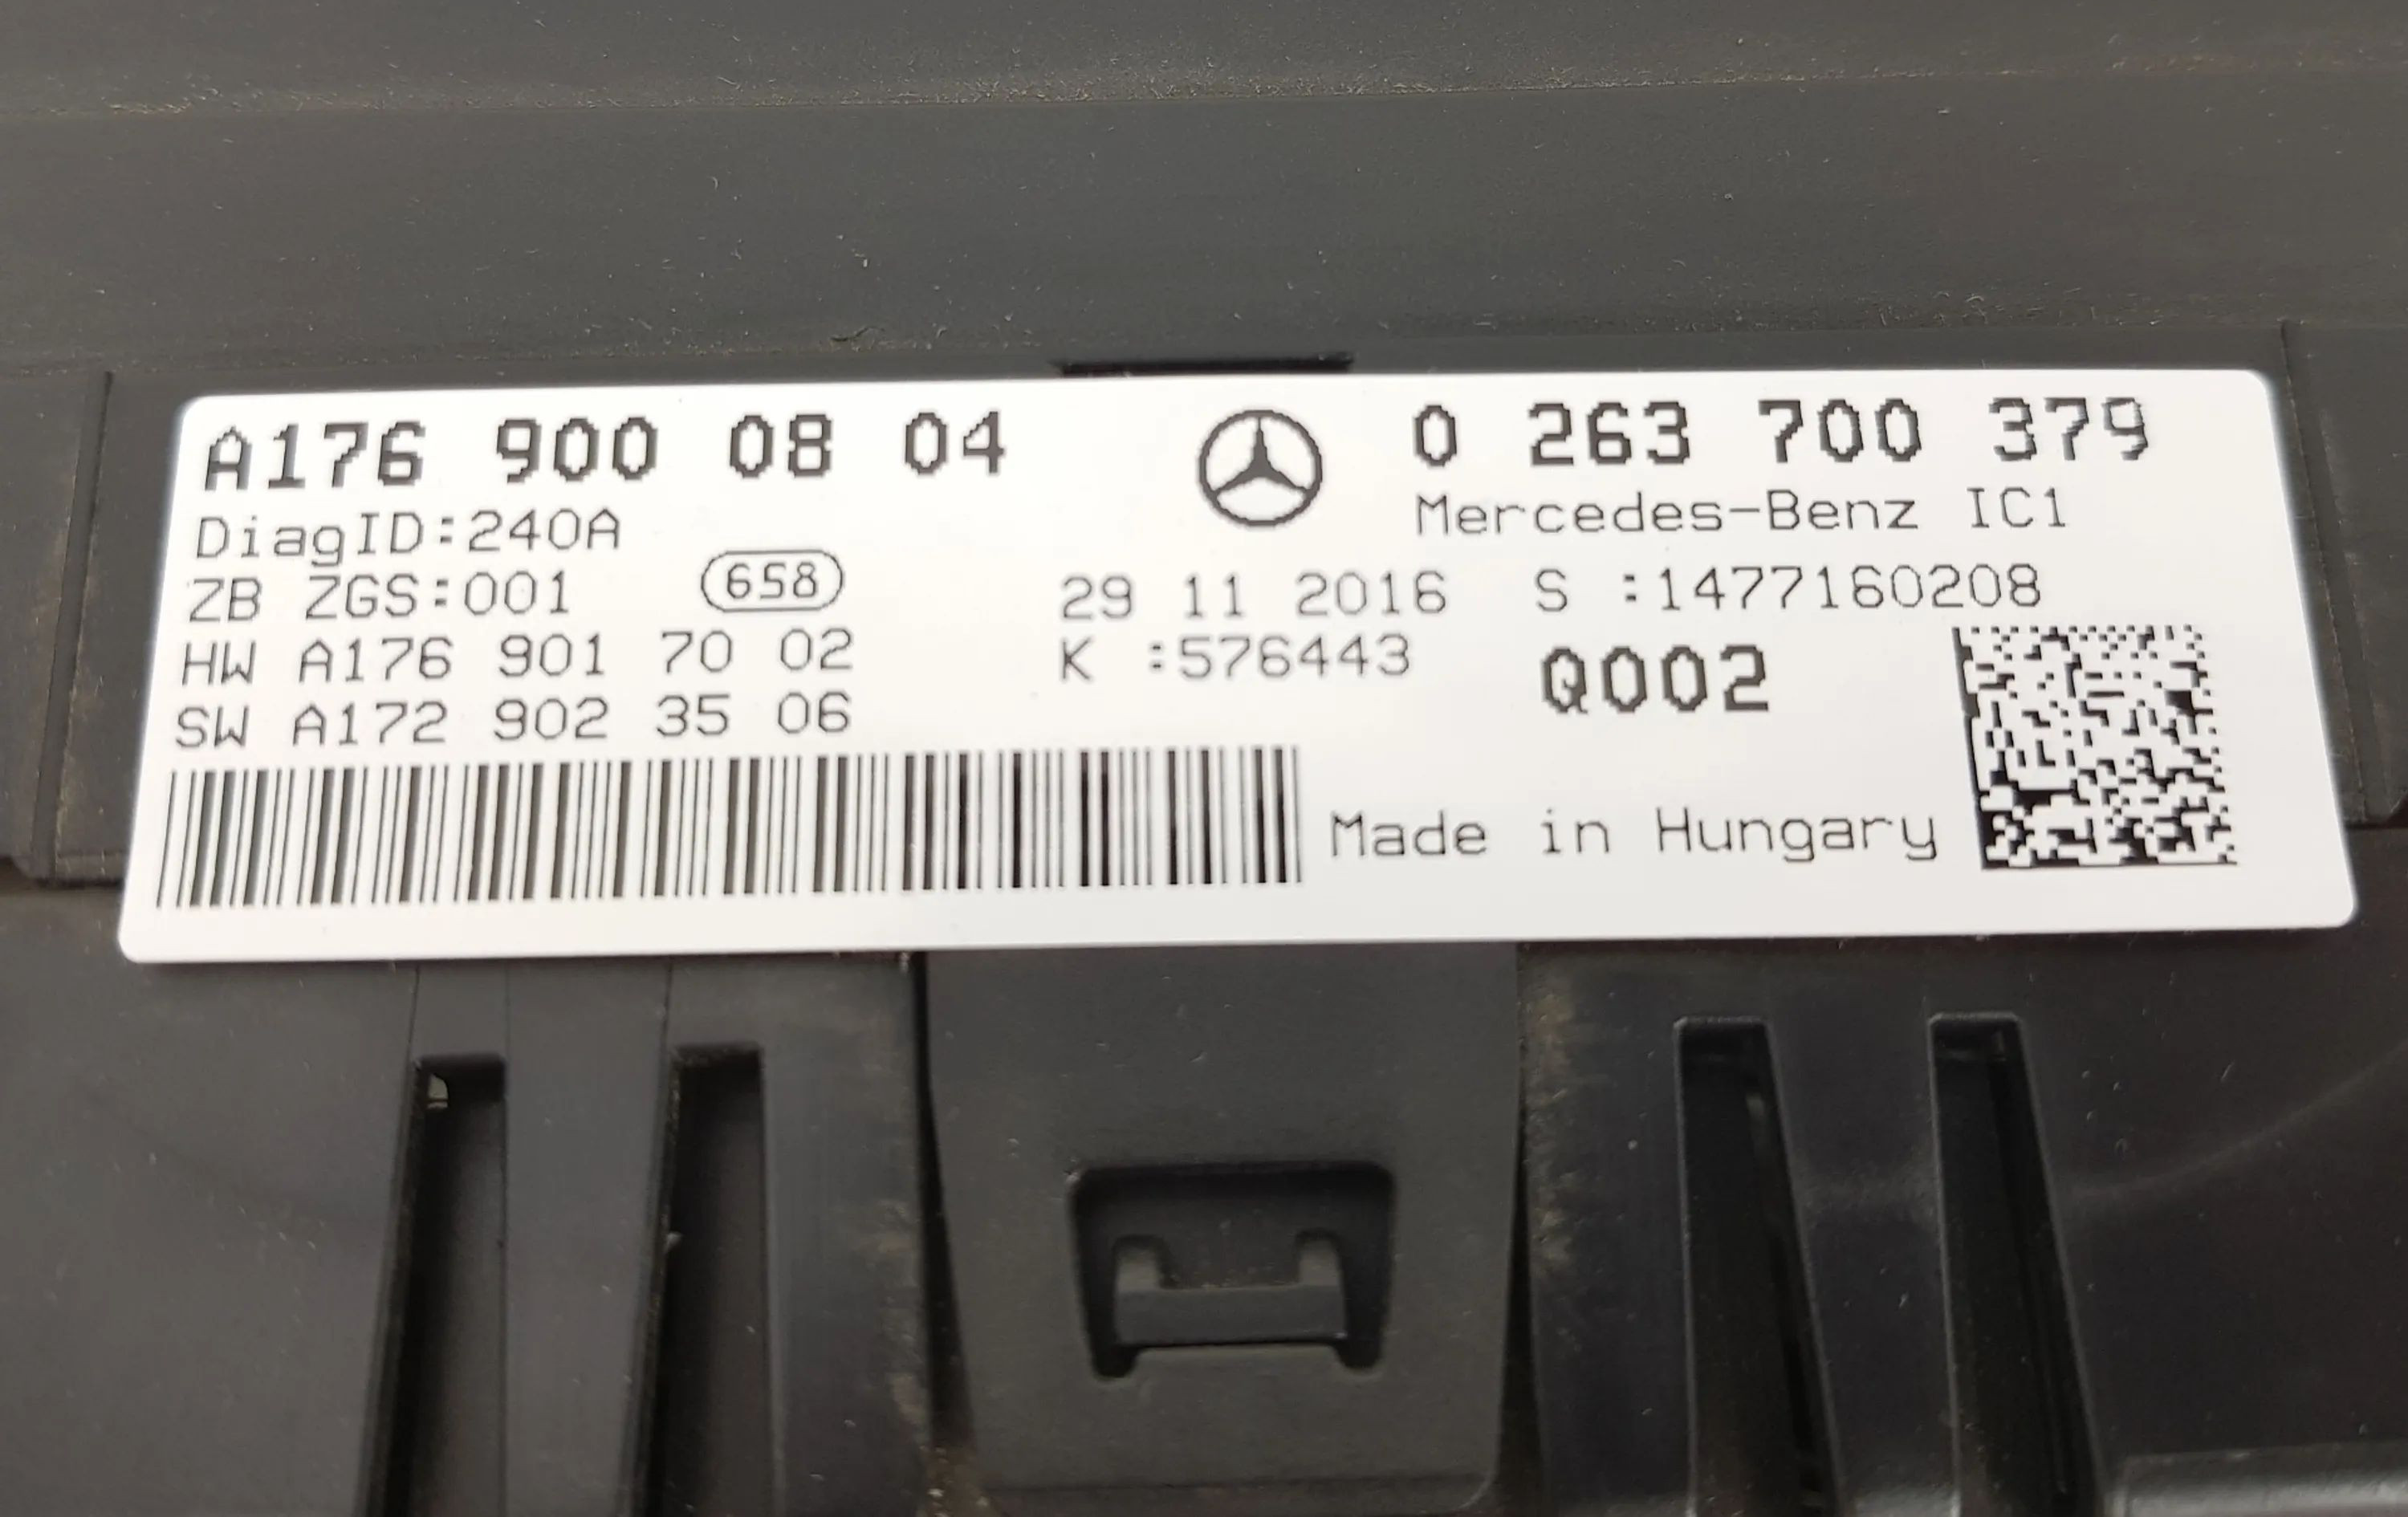 A176 900 08 04
DiagID:240A
ZB ZGS:001 658
HW A176 901 70 02
SW A172 902 35 06
29 11 2016
K :576443
0 263 700 379
Mercedes-Benz IC1
S :1477160208
Q002
Made in Hungary